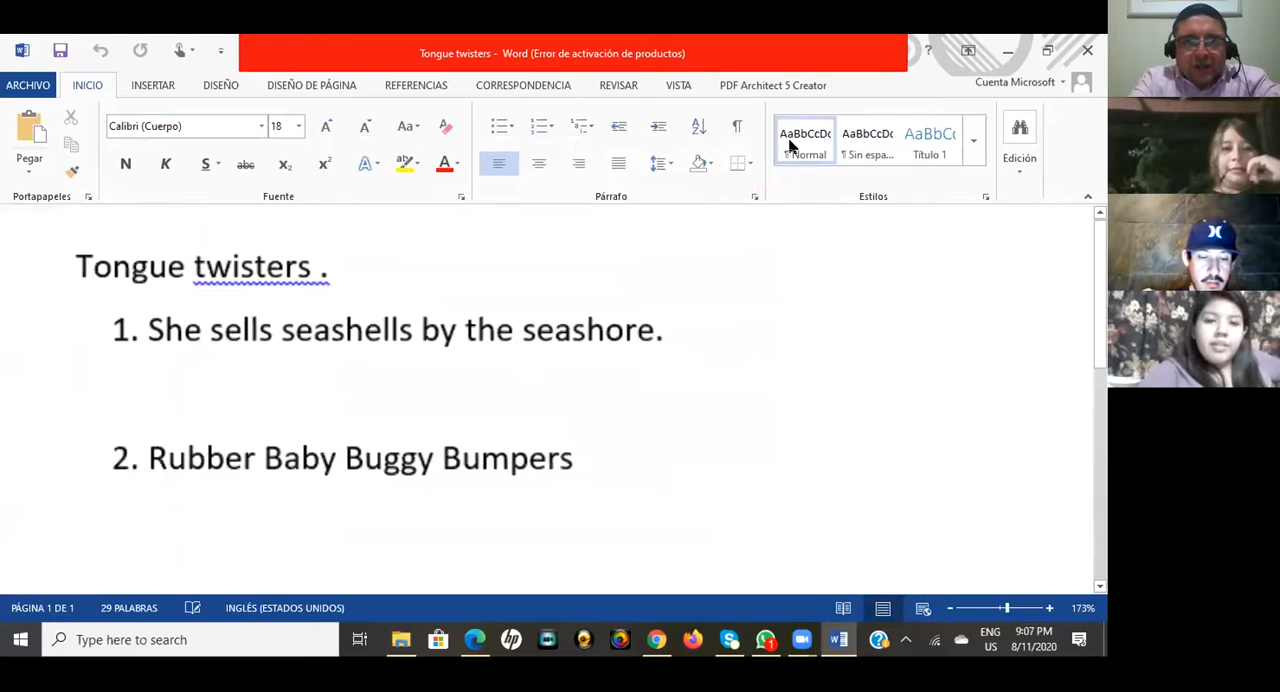 Tongue twisters - Word (Error de activación de productos)
?
ARCHIVO INICIO INSERTAR DISEÑO DISEÑO DE PÁGINA REFERENCIAS CORRESPONDENCIA REVISAR VISTA PDF Architect 5 Creator Cuenta Microsoft
Calibri (Cuerpo) 18 Aa AaBbCcDc AaBbCcDc AaBbC
Pegar N K S abc x₂ x² A ab A ¶ Normal ¶ Sin espa... Título 1 Edición
Portapapeles Fuente Párrafo Estilos
Tongue twisters .
1. She sells seashells by the seashore.
2. Rubber Baby Buggy Bumpers
PÁGINA 1 DE 1 29 PALABRAS INGLÉS (ESTADOS UNIDOS) 173%
Type here to search ENG 9:07 PM
US 8/11/2020